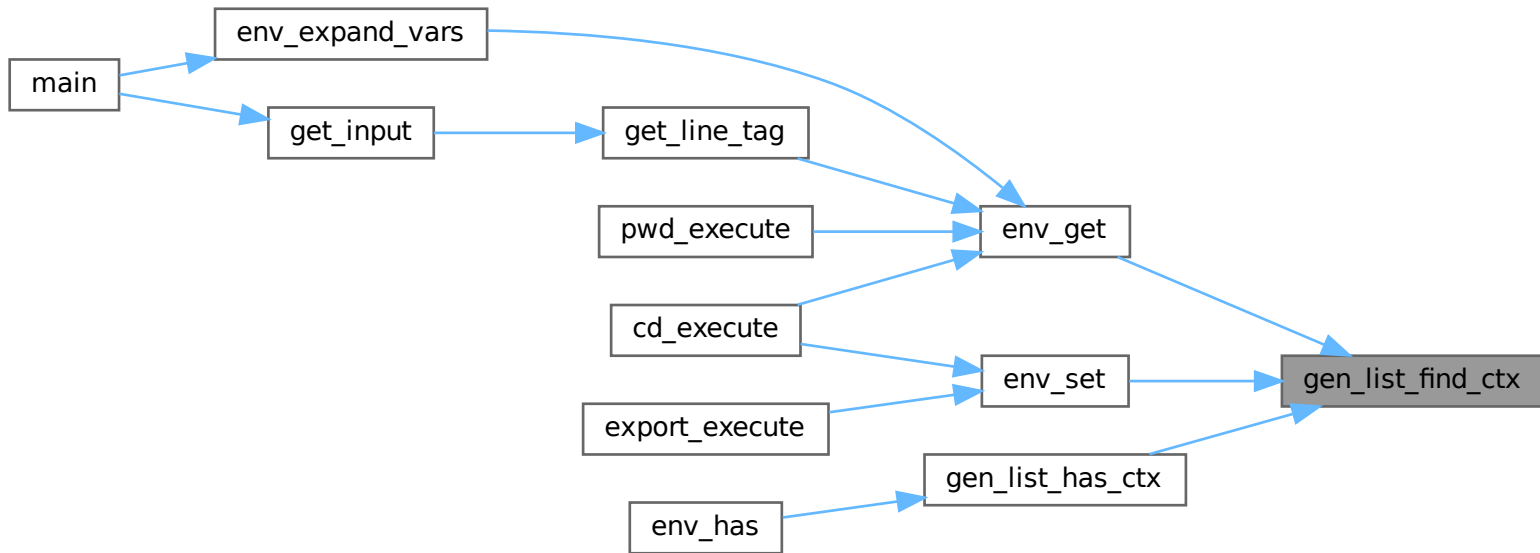 env_expand_vars
main
get_input
get_line_tag
pwd_execute
env_get
cd_execute
env_set
gen_list_find_ctx
export_execute
gen_list_has_ctx
env_has